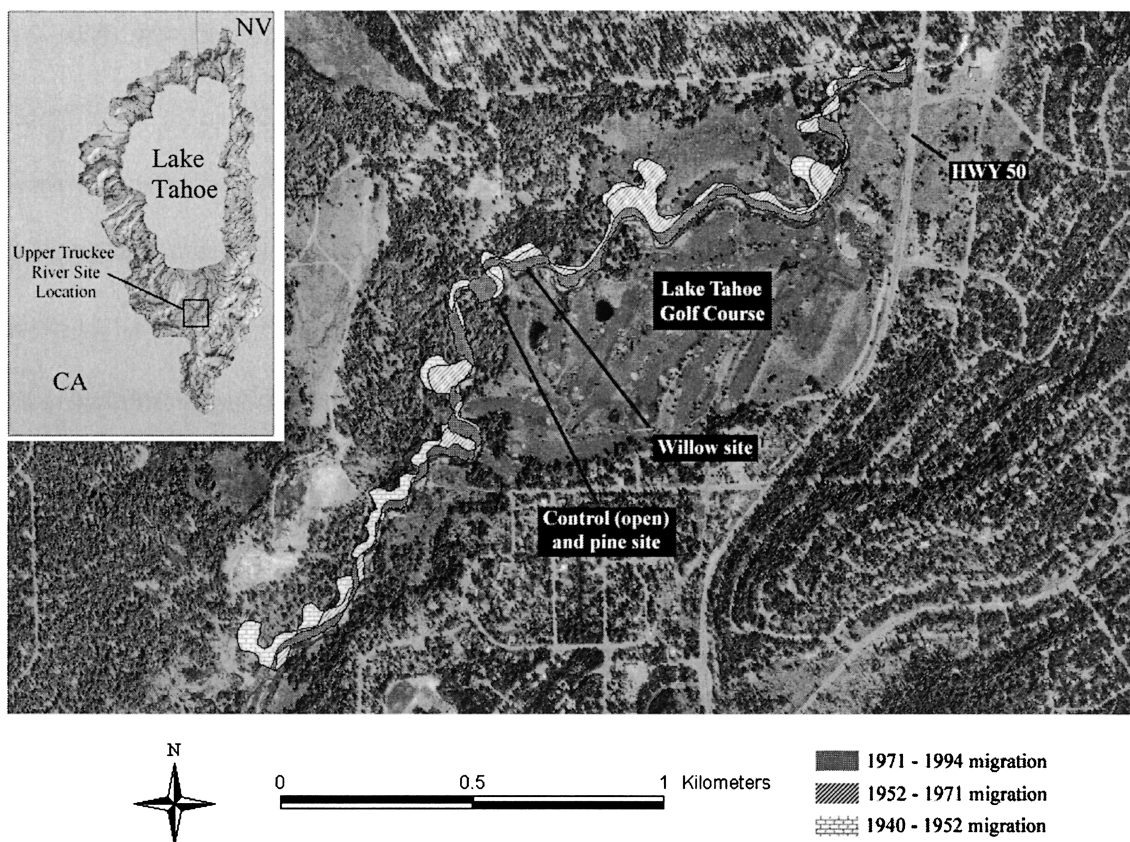 NV
Lake
Tahoe
Upper Truckee
River Site
Location
CA
HWY 50
Lake Tahoe
Golf Course
Willow site
Control (open)
and pine site
N
0 0.5 1 Kilometers
1971 - 1994 migration
1952 - 1971 migration
1940 - 1952 migration